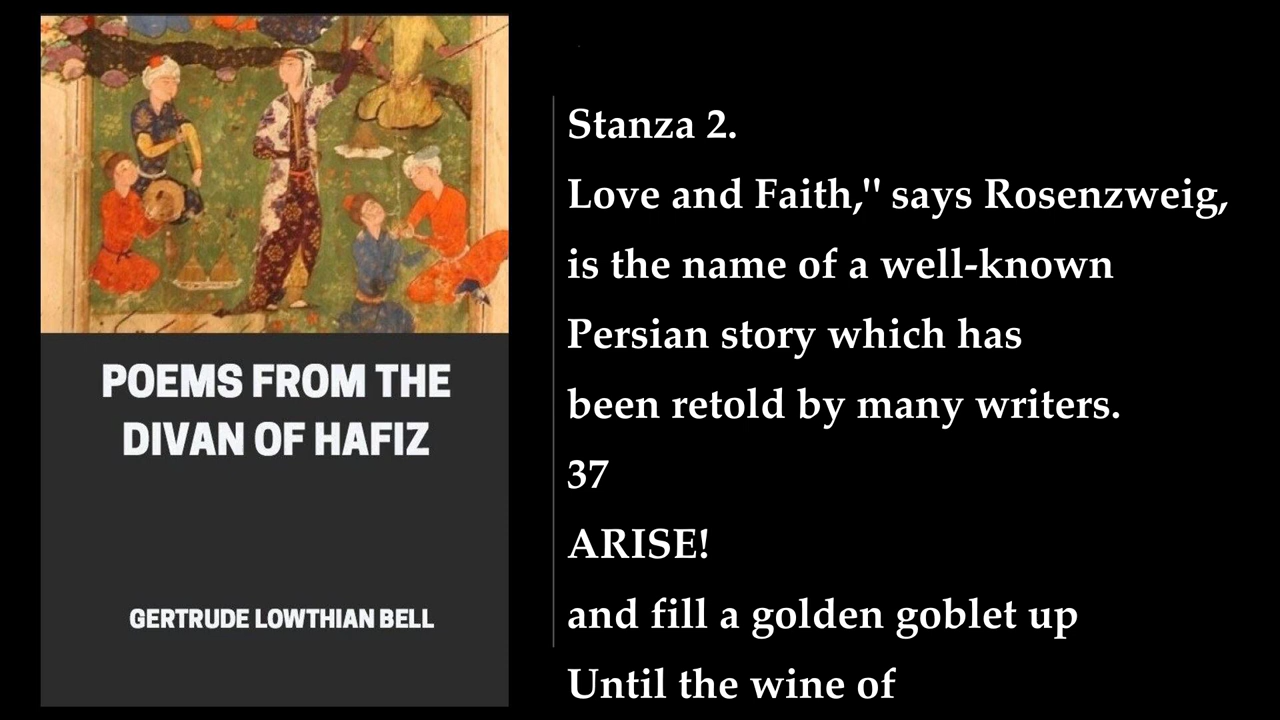 POEMS FROM THE
DIVAN OF HAFIZ
GERTRUDE LOWTHIAN BELL
Stanza 2.
Love and Faith," says Rosenzweig,
is the name of a well-known
Persian story which has
been retold by many writers.
37
ARISE!
and fill a golden goblet up
Until the wine of